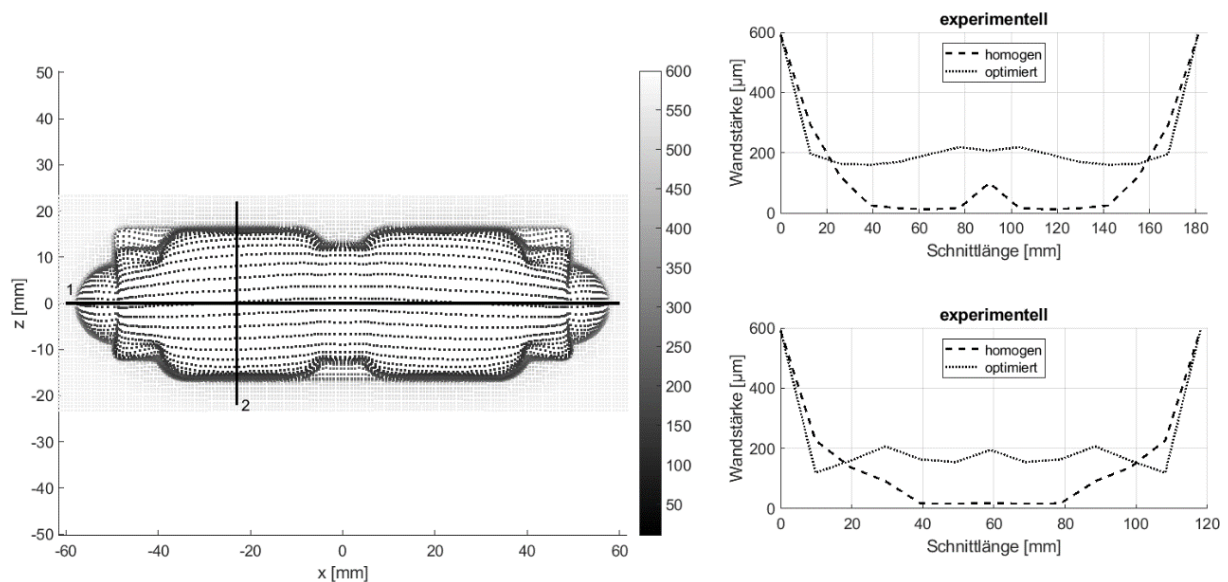 50
40
30
20
10
0
-10
-20
-30
-40
-50
z [mm]
-60
-40
-20
0
20
40
60
x [mm]
1
2
600
550
500
450
400
350
300
250
200
150
100
50
experimentell
homogen
optimiert
600
400
200
0
Wandstärke [µm]
0 20 40 60 80 100 120 140 160 180
Schnittlänge [mm]
experimentell
homogen
optimiert
600
400
200
0
Wandstärke [µm]
0 20 40 60 80 100 120
Schnittlänge [mm]